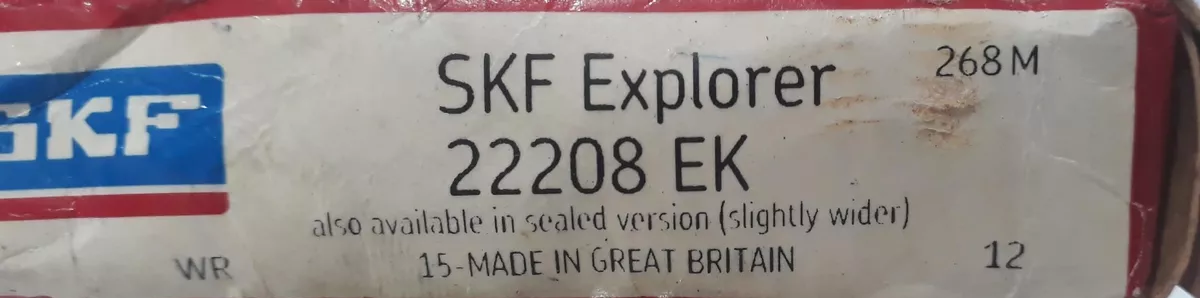 SKF
SKF Explorer
268M
22208 EK
also available in sealed version (slightly wider)
WR
15-MADE IN GREAT BRITAIN
12